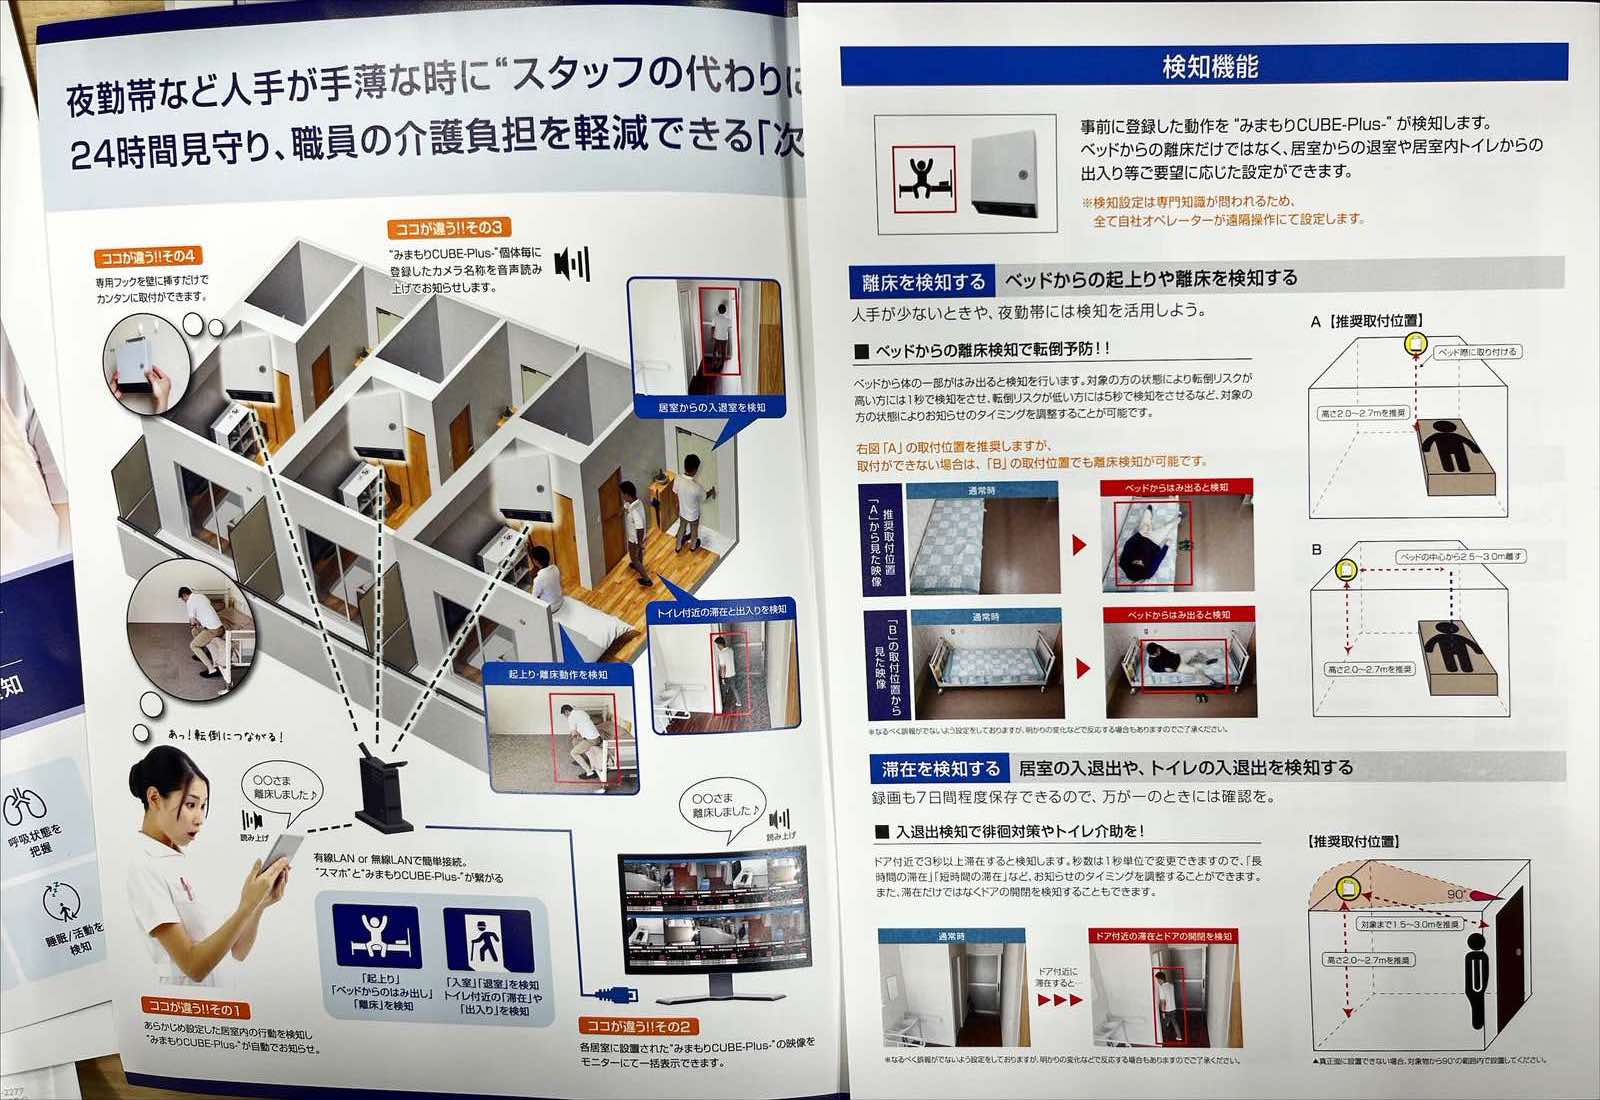 夜勤帯など人手が手薄な時に“スタッフの代わりに
24時間見守り、職員の介護負担を軽減できる「次
ココが違う!!その4
専用フックを壁に挿すだけで
カンタンに取付ができます。
ココが違う!!その3
“みまもりCUBE-Plus-”個体毎に
登録したカメラ名称を音声読み
上げでお知らせします。
居室からの入退室を検知
トイレ付近の滞在と出入りを検知
起上り・離床動作を検知
あっ!転倒につながる!
〇〇さま
離床しました♪
読み上げ
有線LAN or 無線LANで簡単接続。
“スマホ”と“みまもりCUBE-Plus-”が繋がる
〇〇さま
離床しました♪
読み上げ
「起上り」
「ベッドからのはみ出し」
「離床」を検知
「入室」「退室」を検知
トイレ付近の「滞在」や
「出入り」を検知
ココが違う!!その1
あらかじめ設定した居室内の行動を検知し
“みまもりCUBE-Plus-”が自動でお知らせ。
ココが違う!!その2
各居室に設置された“みまもりCUBE-Plus-”の映像を
モニターにて一括表示できます。
知
呼吸状態を
把握
睡眠/活動を
検知
-2277
検知機能
事前に登録した動作を “みまもりCUBE-Plus-” が検知します。
ベッドからの離床だけではなく、居室からの退室や居室内トイレからの
出入り等ご要望に応じた設定ができます。
※検知設定は専門知識が問われるため、
全て自社オペレーターが遠隔操作にて設定します。
離床を検知する ベッドからの起上りや離床を検知する
人手が少ないときや、夜勤帯には検知を活用しよう。
■ ベッドからの離床検知で転倒予防!!
ベッドから体の一部がはみ出ると検知を行います。対象の方の状態により転倒リスクが
高い方には1秒で検知をさせ、転倒リスクが低い方には5秒で検知をさせるなど、対象の
方の状態によりお知らせのタイミングを調整することが可能です。
右図「A」の取付位置を推奨しますが、
取付ができない場合は、「B」の取付位置でも離床検知が可能です。
推奨取付位置
「A」から見た映像
通常時
ベッドからはみ出ると検知
「B」の取付位置から
見た映像
通常時
ベッドからはみ出ると検知
※なるべく誤報がでないよう設定をしておりますが、明かりの変化などで反応する場合もありますのでご了承ください。
A 【推奨取付位置】
ベッド際に取り付ける
高さ2.0～2.7mを推奨
B
ベッドの中心から2.5～3.0m離す
高さ2.0～2.7mを推奨
滞在を検知する 居室の入退出や、トイレの入退出を検知する
録画も7日間程度保存できるので、万が一のときには確認を。
■ 入退出検知で徘徊対策やトイレ介助を!
ドア付近で3秒以上滞在すると検知します。秒数は1秒単位で変更できますので、「長
時間の滞在」「短時間の滞在」など、お知らせのタイミングを調整することができます。
また、滞在だけではなくドアの開閉を検知することもできます。
通常時
ドア付近に
滞在すると…
ドア付近の滞在とドアの開閉を検知
※なるべく誤報がでないよう設定をしておりますが、明かりの変化などで反応する場合もありますのでご了承ください。
【推奨取付位置】
90°
対象まで1.5～3.0mを推奨
高さ2.0～2.7mを推奨
▲真正面に設置できない場合、対象物から90°の範囲内で設置してください。